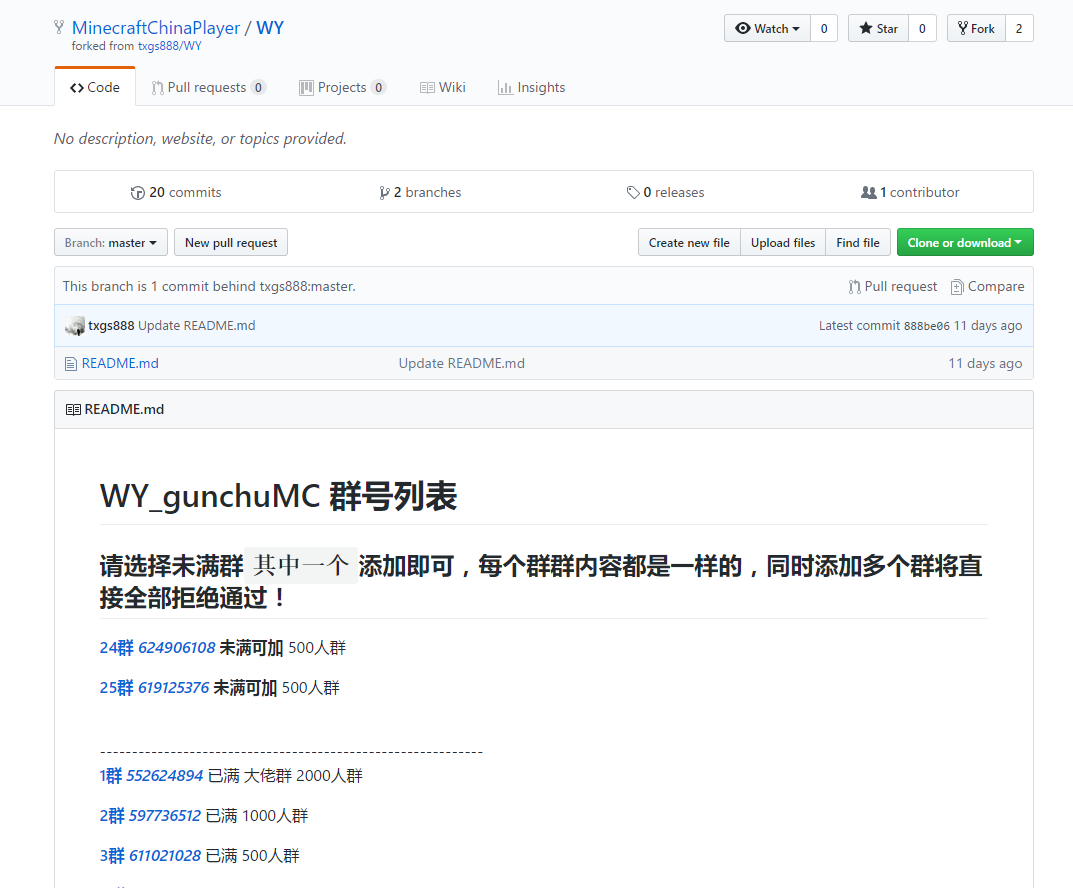 MinecraftChinaPlayer / WY
Watch 0 Star 0 Fork 2
forked from txgs888/WY
Code Pull requests 0 Projects 0 Wiki Insights
No description, website, or topics provided.
20 commits 2 branches 0 releases 1 contributor
Branch: master New pull request Create new file Upload files Find file Clone or download
This branch is 1 commit behind txgs888:master. Pull request Compare
txgs888 Update README.md Latest commit 888be06 11 days ago
README.md Update README.md 11 days ago
README.md
WY_gunchuMC 群号列表
请选择未满群 其中一个 添加即可，每个群群内容都是一样的，同时添加多个群将直
接全部拒绝通过！
24群 624906108 未满可加 500人群
25群 619125376 未满可加 500人群
------------------------------------------------------------
1群 552624894 已满 大佬群 2000人群
2群 597736512 已满 1000人群
3群 611021028 已满 500人群